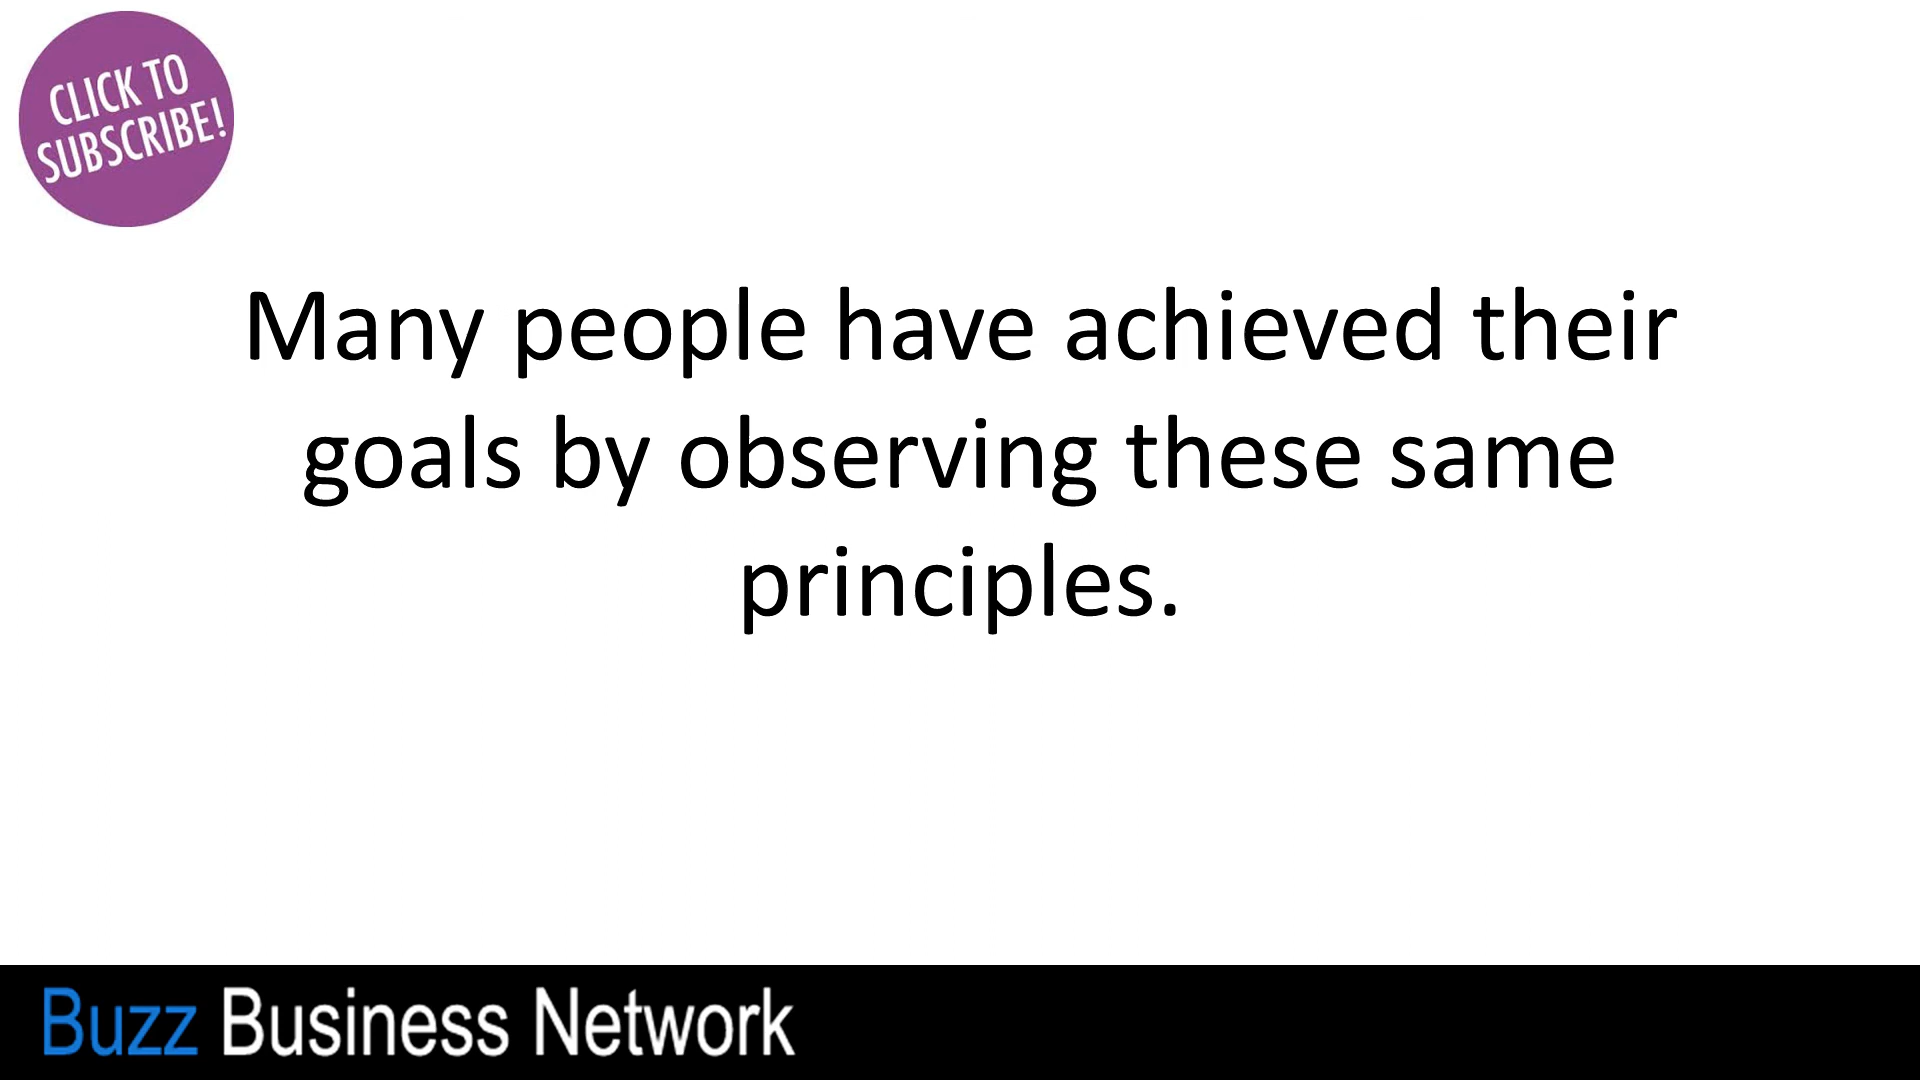 CLICK TO
SUBSCRIBE!
Many people have achieved their
goals by observing these same
principles.
Buzz Business Network